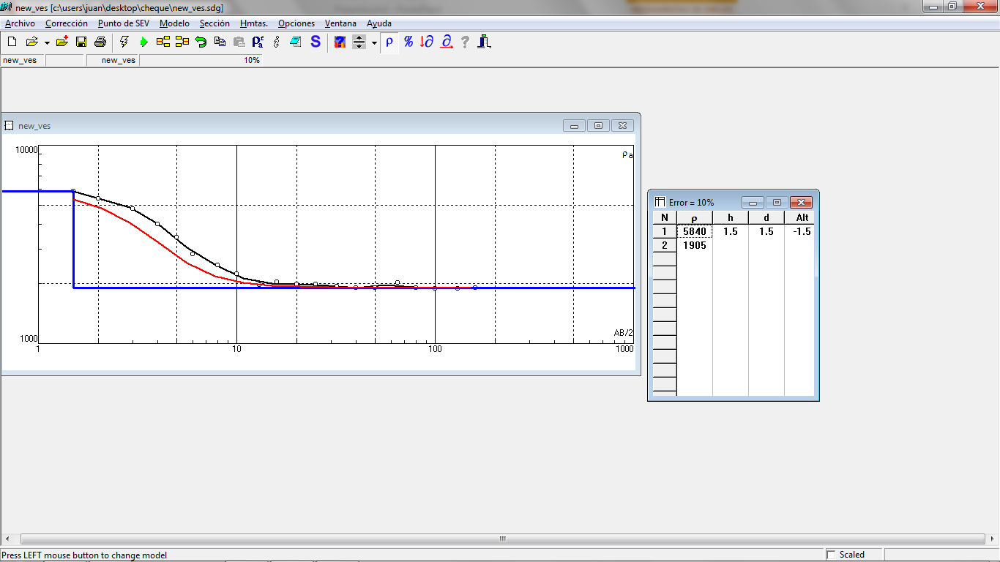 new_ves [c:\users\juan\desktop\cheque\new_ves.sdg]
Archivo Corrección Punto de SEV Modelo Sección Hmtas. Opciones Ventana Ayuda
ρa S ρ % ∂ ∂ ?
new_ves new_ves 10%
new_ves
10000
ρa
1000
AB/2
1 10 100 1000
Error = 10%
N ρ h d Alt
1 5840 1.5 1.5 -1.5
2 1905
Press LEFT mouse button to change model Scaled